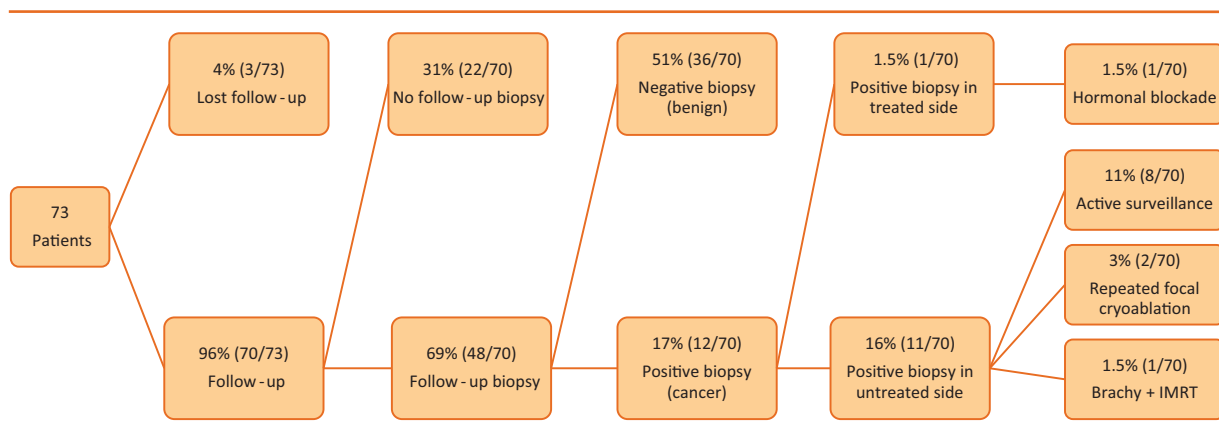 4% (3/73)
Lost follow-up
31% (22/70)
No follow-up biopsy
51% (36/70)
Negative biopsy
(benign)
1.5% (1/70)
Positive biopsy in
treated side
1.5% (1/70)
Hormonal blockade
11% (8/70)
Active surveillance
73
Patients
3% (2/70)
Repeated focal
cryoablation
96% (70/73)
Follow-up
69% (48/70)
Follow-up biopsy
17% (12/70)
Positive biopsy
(cancer)
16% (11/70)
Positive biopsy in
untreated side
1.5% (1/70)
Brachy + IMRT